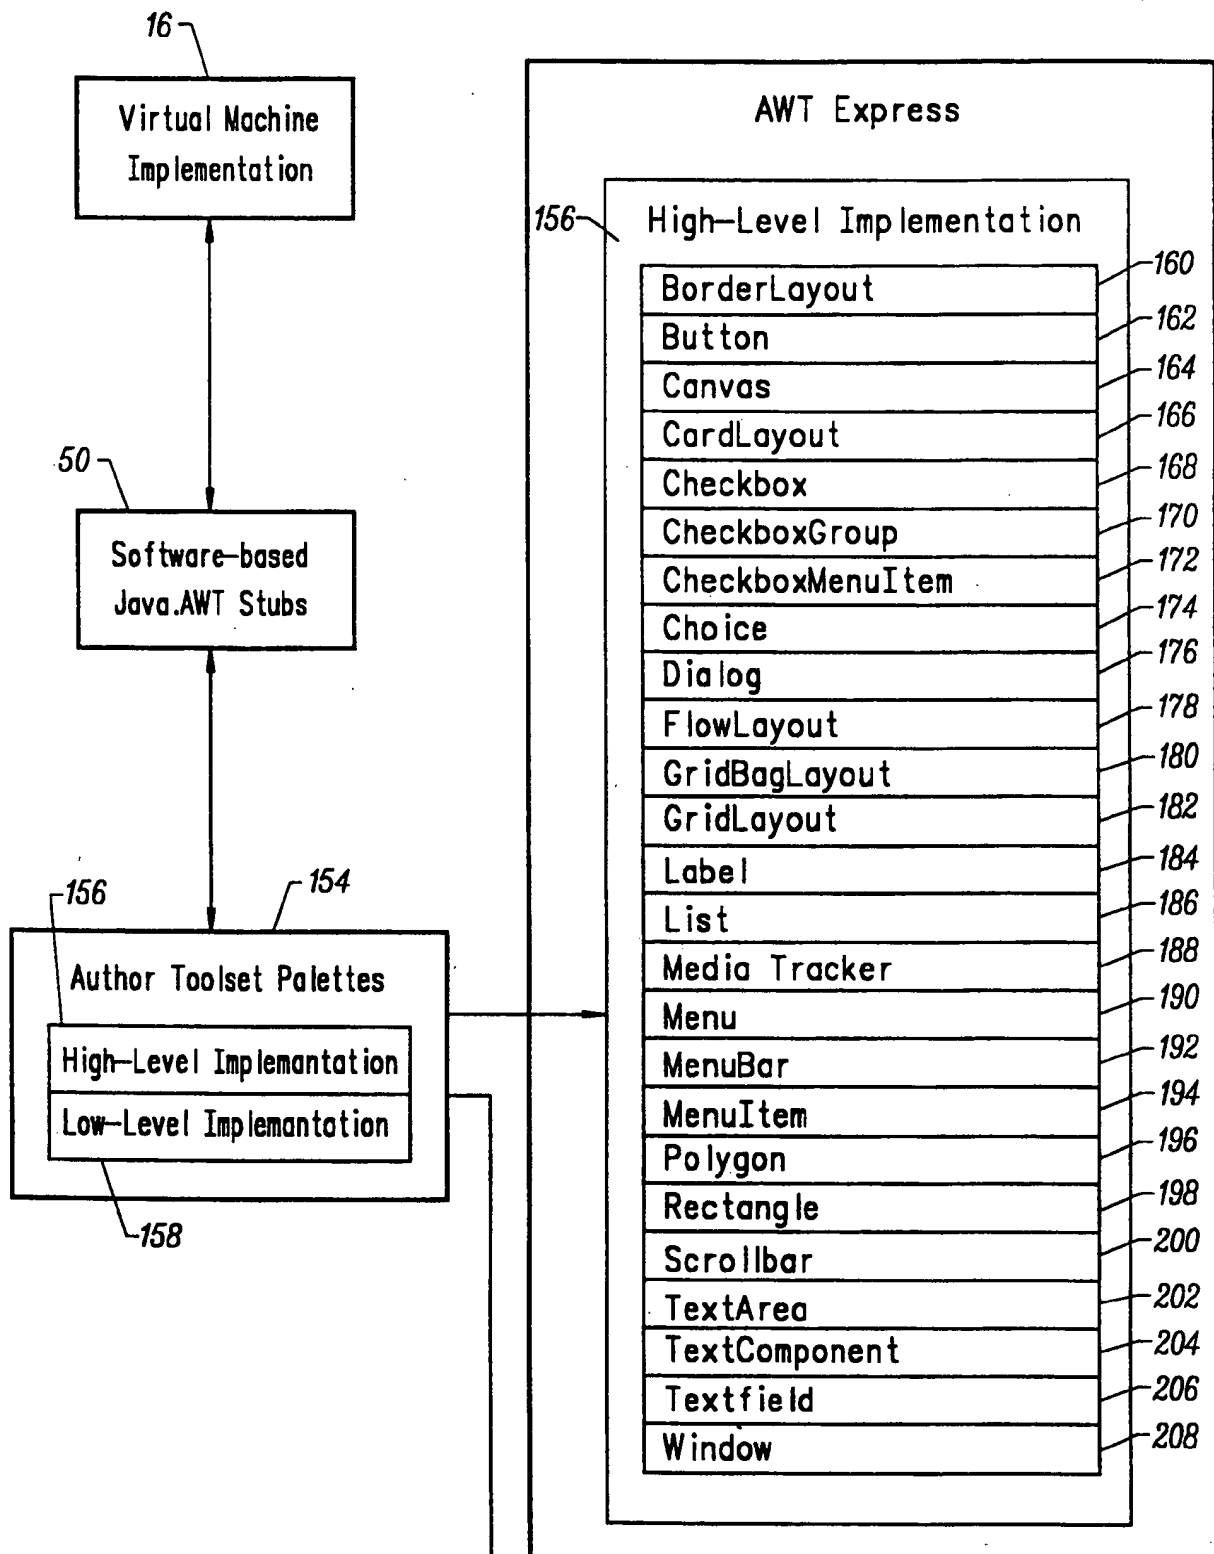 16
Virtual Machine
Implementation
50
Software-based
Java.AWT Stubs
156
154
Author Toolset Palettes
High-Level Implemantation
Low-Level Implemantation
158
AWT Express
156
High-Level Implementation
BorderLayout 160
Button 162
Canvas 164
CardLayout 166
Checkbox 168
CheckboxGroup 170
CheckboxMenuItem 172
Choice 174
Dialog 176
FlowLayout 178
GridBagLayout 180
GridLayout 182
Label 184
List 186
Media Tracker 188
Menu 190
MenuBar 192
MenuItem 194
Polygon 196
Rectangle 198
Scrollbar 200
TextArea 202
TextComponent 204
Textfield 206
Window 208